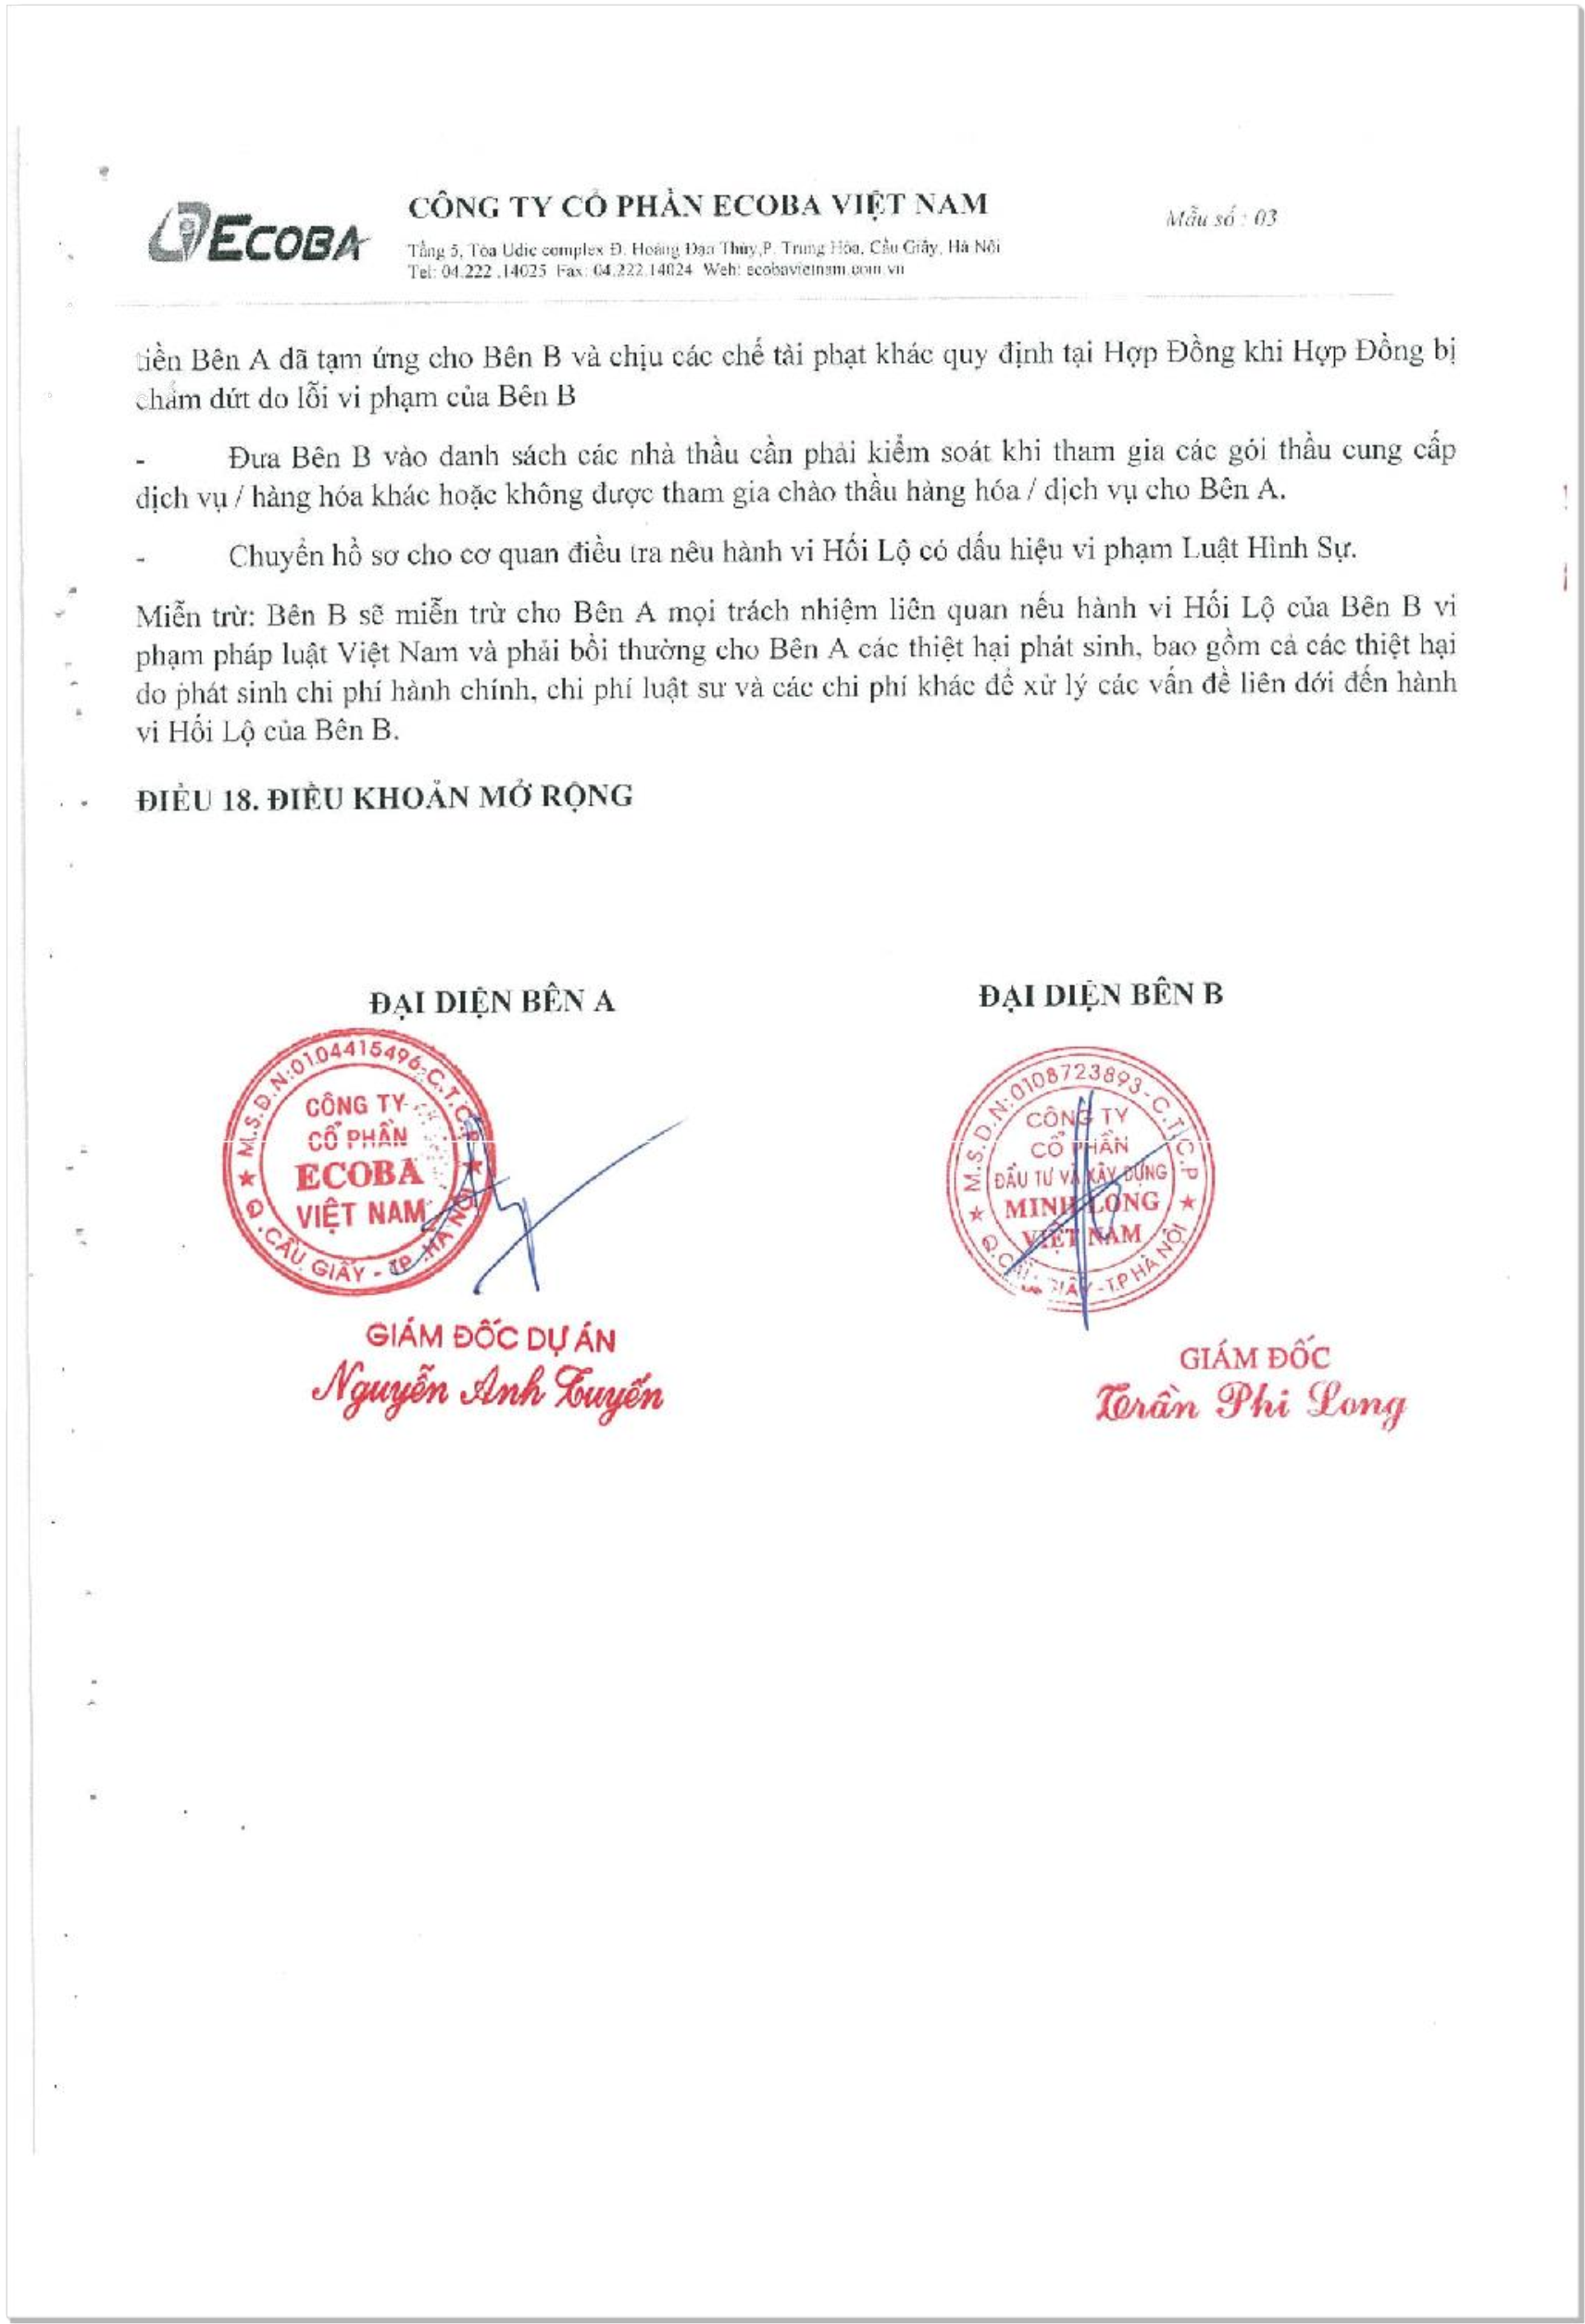 ECOBA
CÔNG TY CỔ PHẦN ECOBA VIỆT NAM
Mẫu số : 03
Tầng 5, Tòa Udic complex Đ. Hoàng Đạo Thúy,P. Trung Hòa, Cầu Giấy, Hà Nội
Tel: 04.222 .14025 Fax: 04.222.14024 Web: ecobavietnam.com.vn
tiền Bên A đã tạm ứng cho Bên B và chịu các chế tài phạt khác quy định tại Hợp Đồng khi Hợp Đồng bị
chấm dứt do lỗi vi phạm của Bên B
- Đưa Bên B vào danh sách các nhà thầu cần phải kiểm soát khi tham gia các gói thầu cung cấp
dịch vụ / hàng hóa khác hoặc không được tham gia chào thầu hàng hóa / dịch vụ cho Bên A.
- Chuyển hồ sơ cho cơ quan điều tra nêu hành vi Hối Lộ có dấu hiệu vi phạm Luật Hình Sự.
Miễn trừ: Bên B sẽ miễn trừ cho Bên A mọi trách nhiệm liên quan nếu hành vi Hối Lộ của Bên B vi
phạm pháp luật Việt Nam và phải bồi thường cho Bên A các thiệt hại phát sinh, bao gồm cả các thiệt hại
do phát sinh chi phí hành chính, chi phí luật sư và các chi phí khác để xử lý các vấn đề liên dới đến hành
vi Hối Lộ của Bên B.
ĐIỀU 18. ĐIỀU KHOẢN MỞ RỘNG
ĐẠI DIỆN BÊN A
ĐẠI DIỆN BÊN B
M.S.D.N:0104415496-C.T.C.P
CÔNG TY
CỔ PHẦN
ECOBA
VIỆT NAM
Q.CẦU GIẤY - TP.HÀ NỘI
M.S.D.N:0108723893-C.T.C.P
CÔNG TY
CỔ PHẦN
ĐẦU TƯ VÀ XÂY DỰNG
MINH LONG
VIỆT NAM
Q.CẦU GIẤY-T.P HÀ NỘI
GIÁM ĐỐC DỰ ÁN
Nguyễn Anh Tuyến
GIÁM ĐỐC
Trần Phi Long